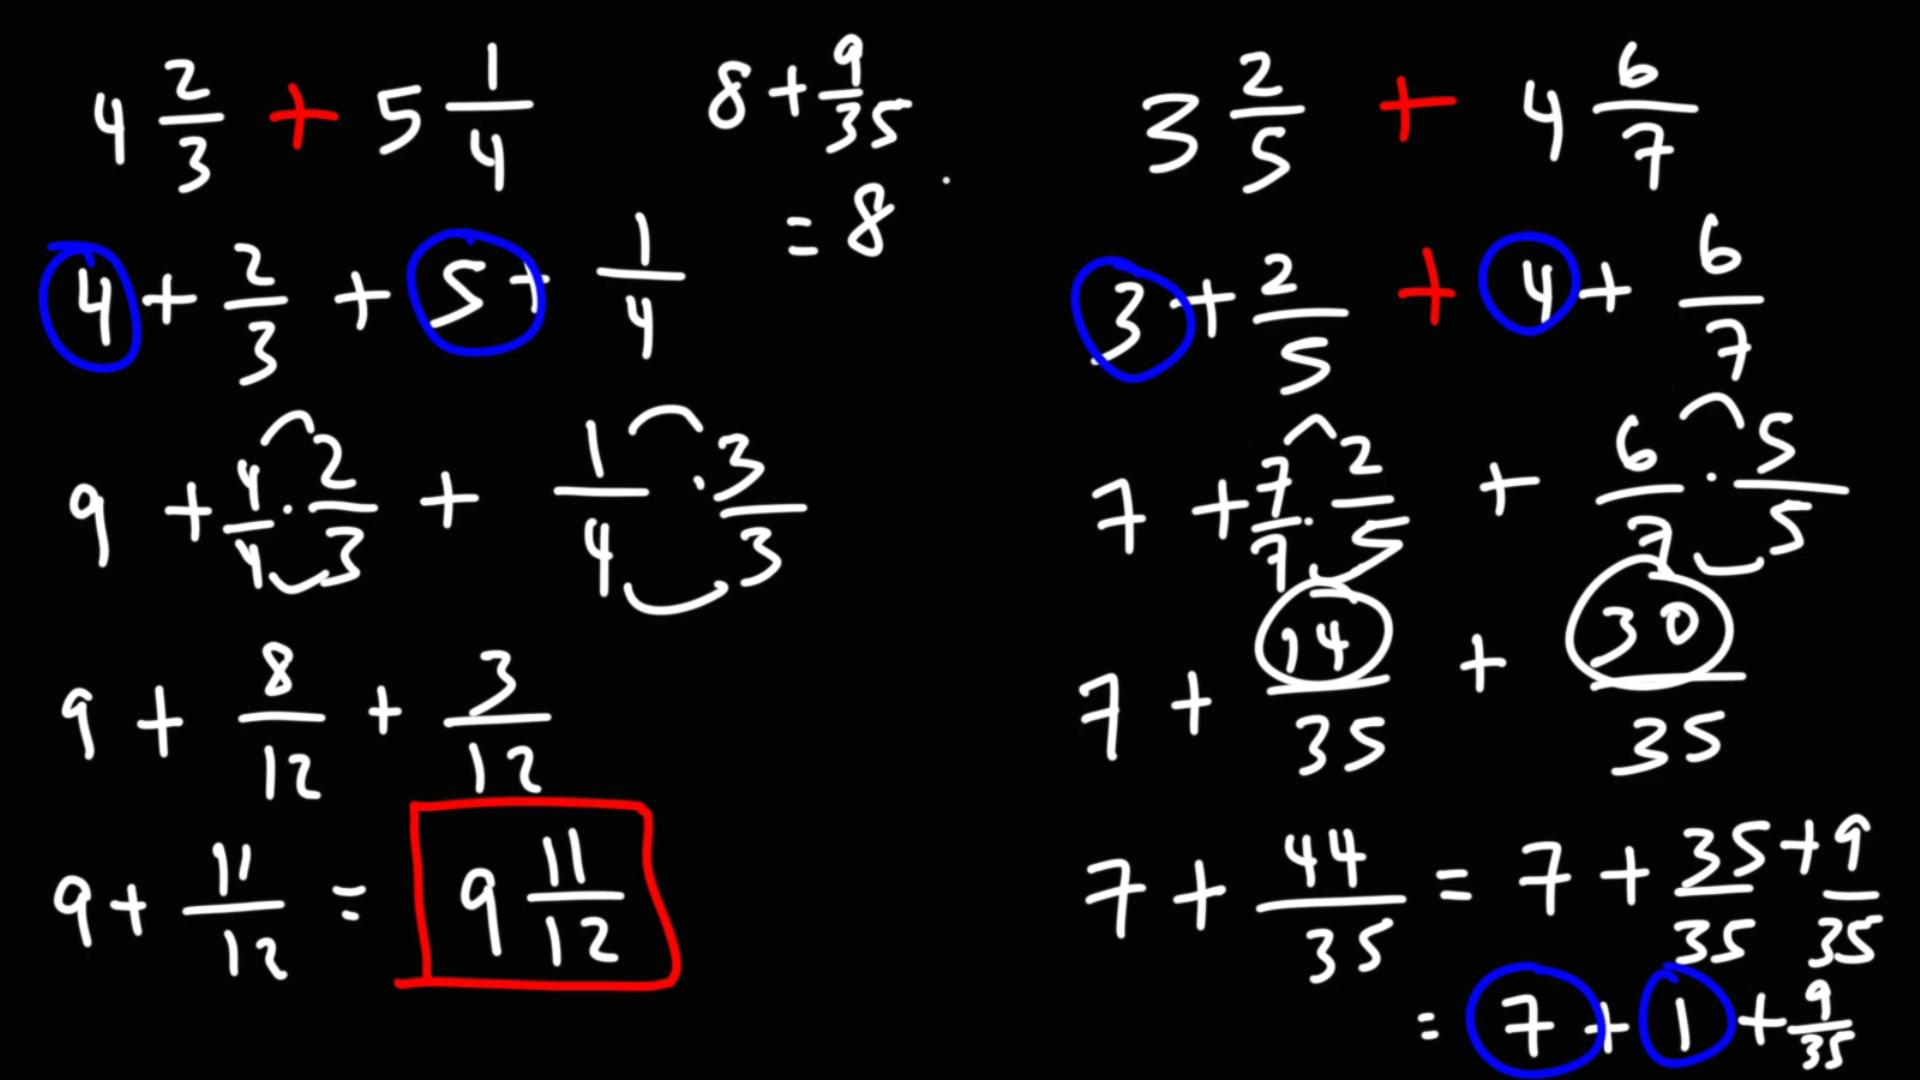 4 2/3 + 5 1/4
4 + 2/3 + 5 + 1/4
9 + 4/4 · 2/3 + 1/4 · 3/3
9 + 8/12 + 3/12
9 + 11/12 = 9 11/12
8 + 9/35
= 8
3 2/5 + 4 6/7
3 + 2/5 + 4 + 6/7
7 + 7/7 · 2/5 + 6/7 · 5/5
7 + 14/35 + 30/35
7 + 44/35 = 7 + 35/35 + 9/35
= 7 + 1 + 9/35